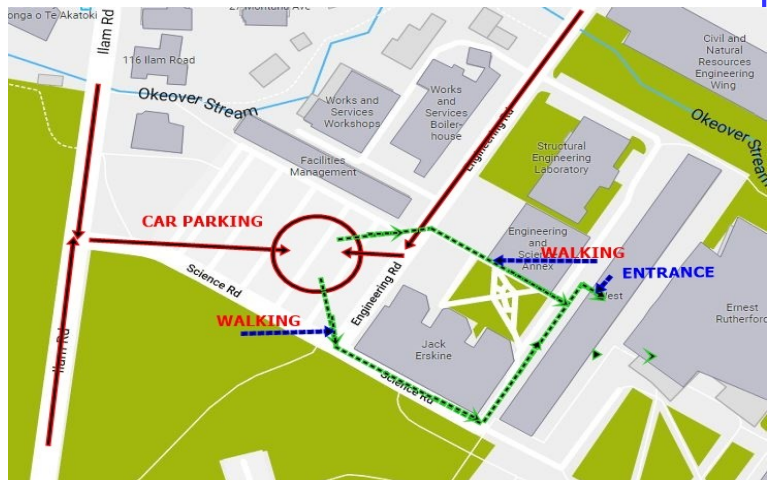 onga o Te Akatoki
Ilam Rd
116 Ilam Road
Okeover Stream
Works and
Services
Workshops
Works
and
Services
Boiler-
house
Engineering Rd
Civil and
Natural
Resources
Engineering
Wing
Okeover Stream
Structural
Engineering
Laboratory
Facilities
Management
CAR PARKING
Engineering
and
Science
Annex
WALKING
ENTRANCE
West
Science Rd
Engineering Rd
WALKING
Jack
Erskine
Ernest
Rutherford
Ilam Rd
Science Rd